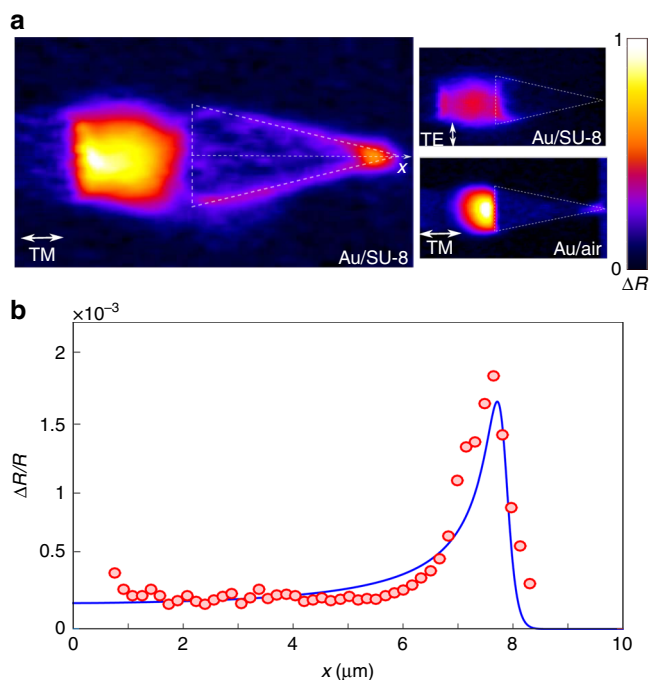 a
x
TM
Au/SU-8
TE
Au/SU-8
TM
Au/air
1
0
ΔR
b
×10⁻³
2
1.5
1
0.5
0
ΔR/R
0 2 4 6 8 10
x (μm)